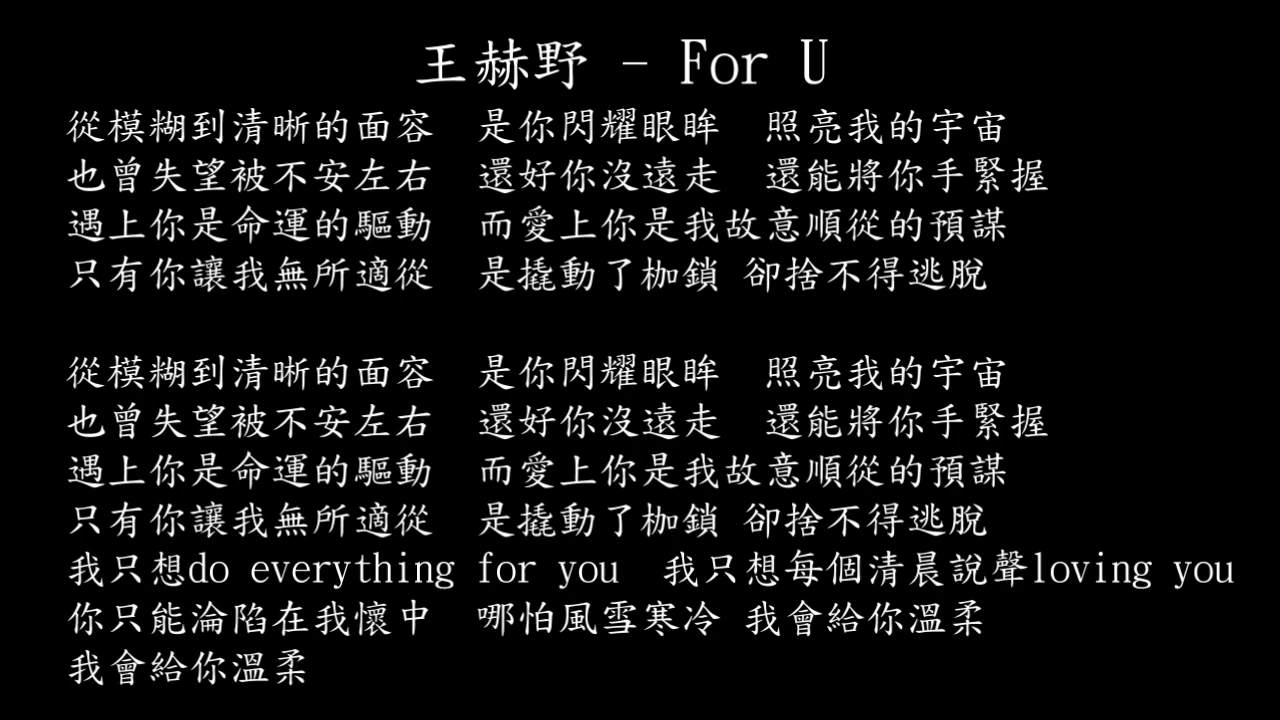 王赫野 - For U
從模糊到清晰的面容　是你閃耀眼眸　照亮我的宇宙
也曾失望被不安左右　還好你沒遠走　還能將你手緊握
遇上你是命運的驅動　而愛上你是我故意順從的預謀
只有你讓我無所適從　是撬動了枷鎖 卻捨不得逃脫
從模糊到清晰的面容　是你閃耀眼眸　照亮我的宇宙
也曾失望被不安左右　還好你沒遠走　還能將你手緊握
遇上你是命運的驅動　而愛上你是我故意順從的預謀
只有你讓我無所適從　是撬動了枷鎖 卻捨不得逃脫
我只想do everything for you　我只想每個清晨說聲loving you
你只能淪陷在我懷中　哪怕風雪寒冷 我會給你溫柔
我會給你溫柔